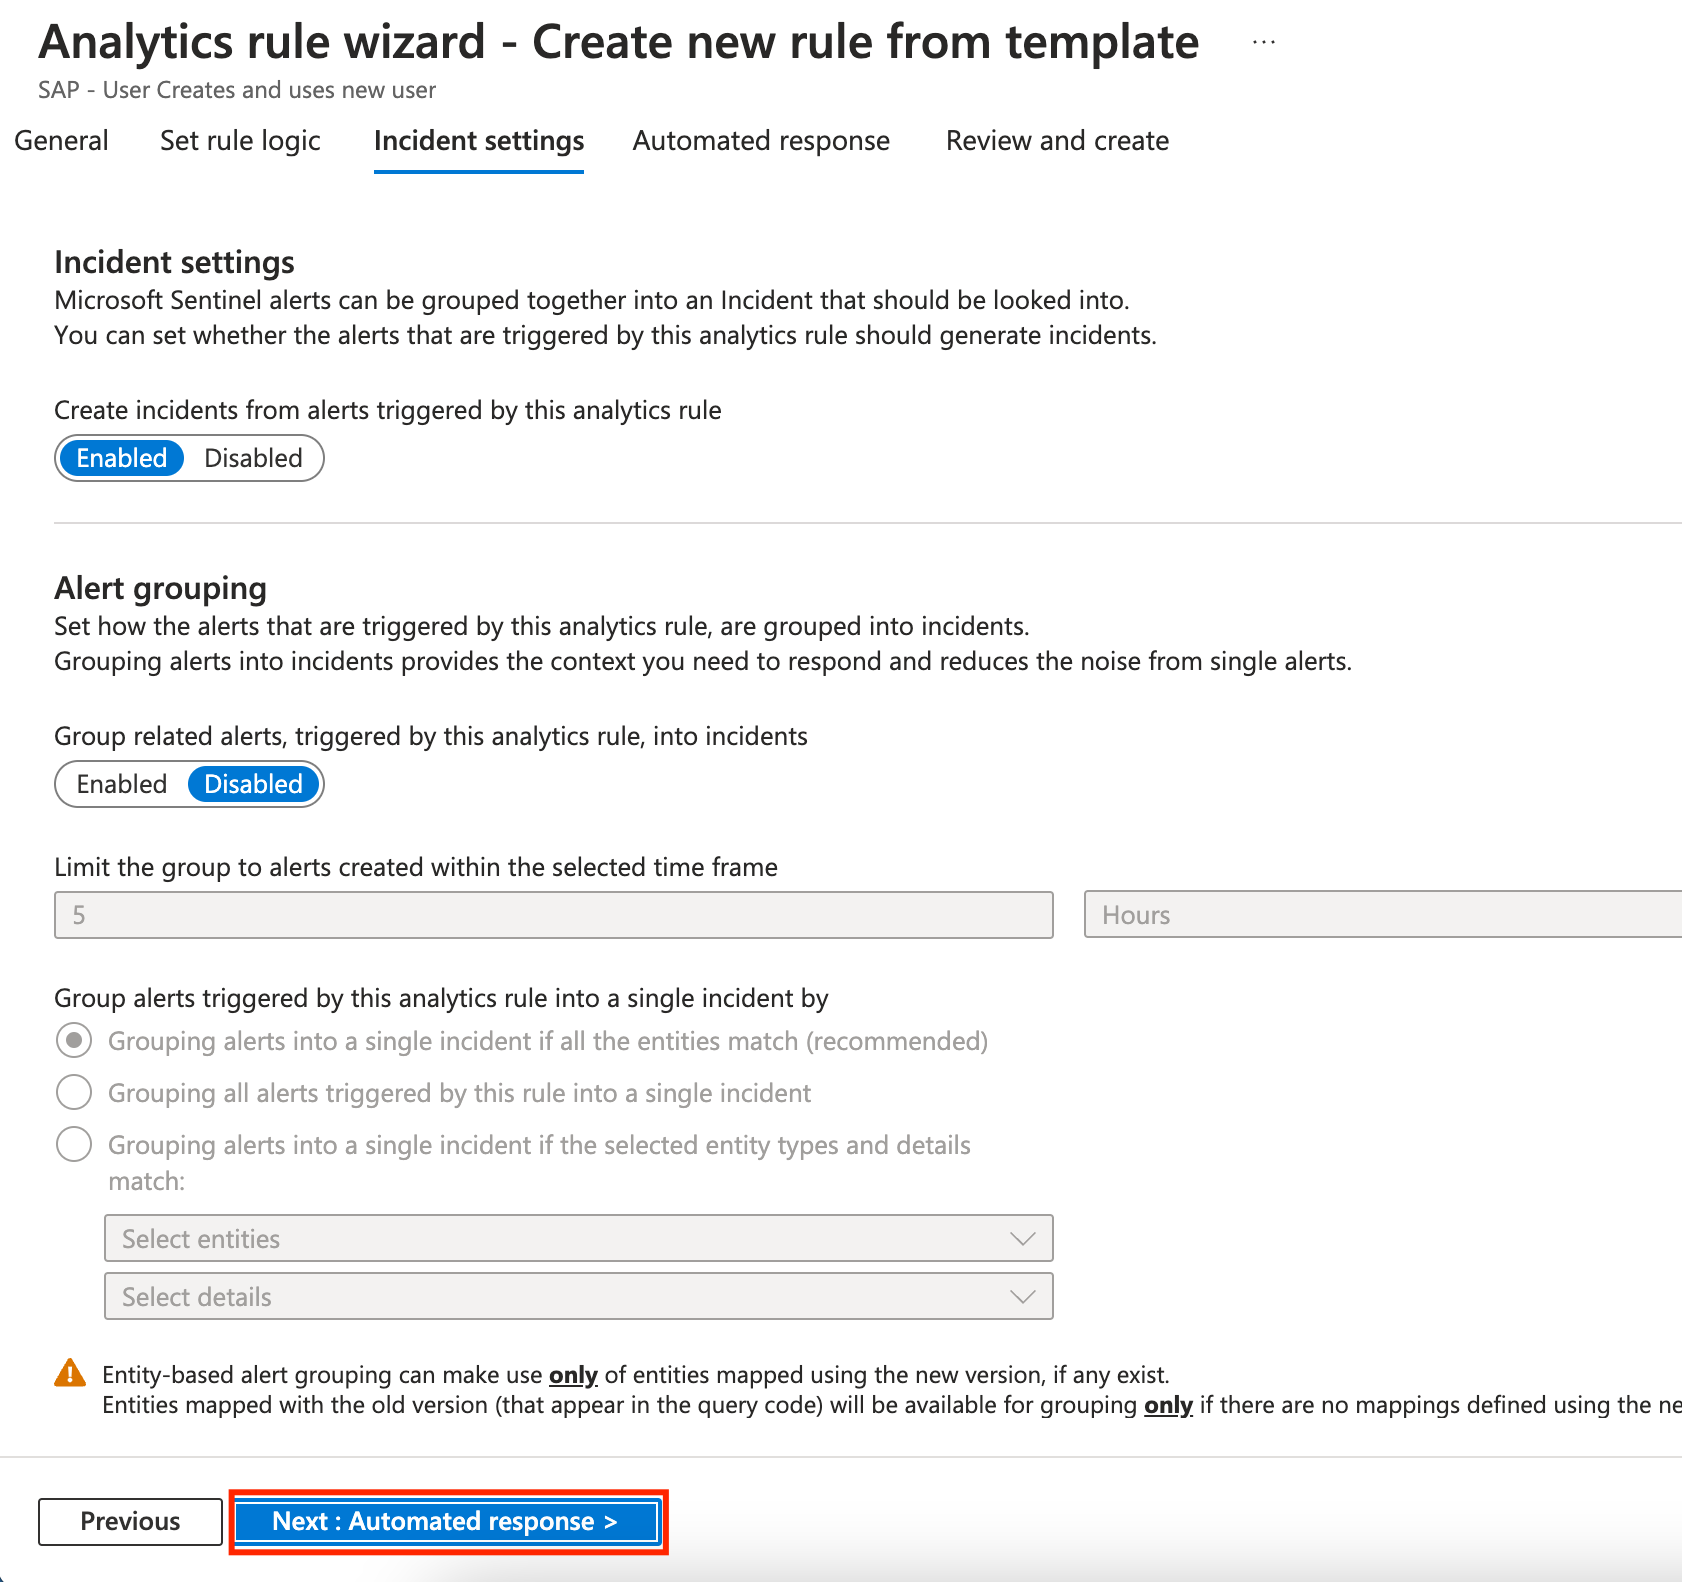 Analytics rule wizard - Create new rule from template ...
SAP - User Creates and uses new user
General Set rule logic Incident settings Automated response Review and create
Incident settings
Microsoft Sentinel alerts can be grouped together into an Incident that should be looked into.
You can set whether the alerts that are triggered by this analytics rule should generate incidents.
Create incidents from alerts triggered by this analytics rule
Enabled Disabled
Alert grouping
Set how the alerts that are triggered by this analytics rule, are grouped into incidents.
Grouping alerts into incidents provides the context you need to respond and reduces the noise from single alerts.
Group related alerts, triggered by this analytics rule, into incidents
Enabled Disabled
Limit the group to alerts created within the selected time frame
5 Hours
Group alerts triggered by this analytics rule into a single incident by
Grouping alerts into a single incident if all the entities match (recommended)
Grouping all alerts triggered by this rule into a single incident
Grouping alerts into a single incident if the selected entity types and details
match:
Select entities
Select details
Entity-based alert grouping can make use only of entities mapped using the new version, if any exist.
Entities mapped with the old version (that appear in the query code) will be available for grouping only if there are no mappings defined using the
Previous Next : Automated response >